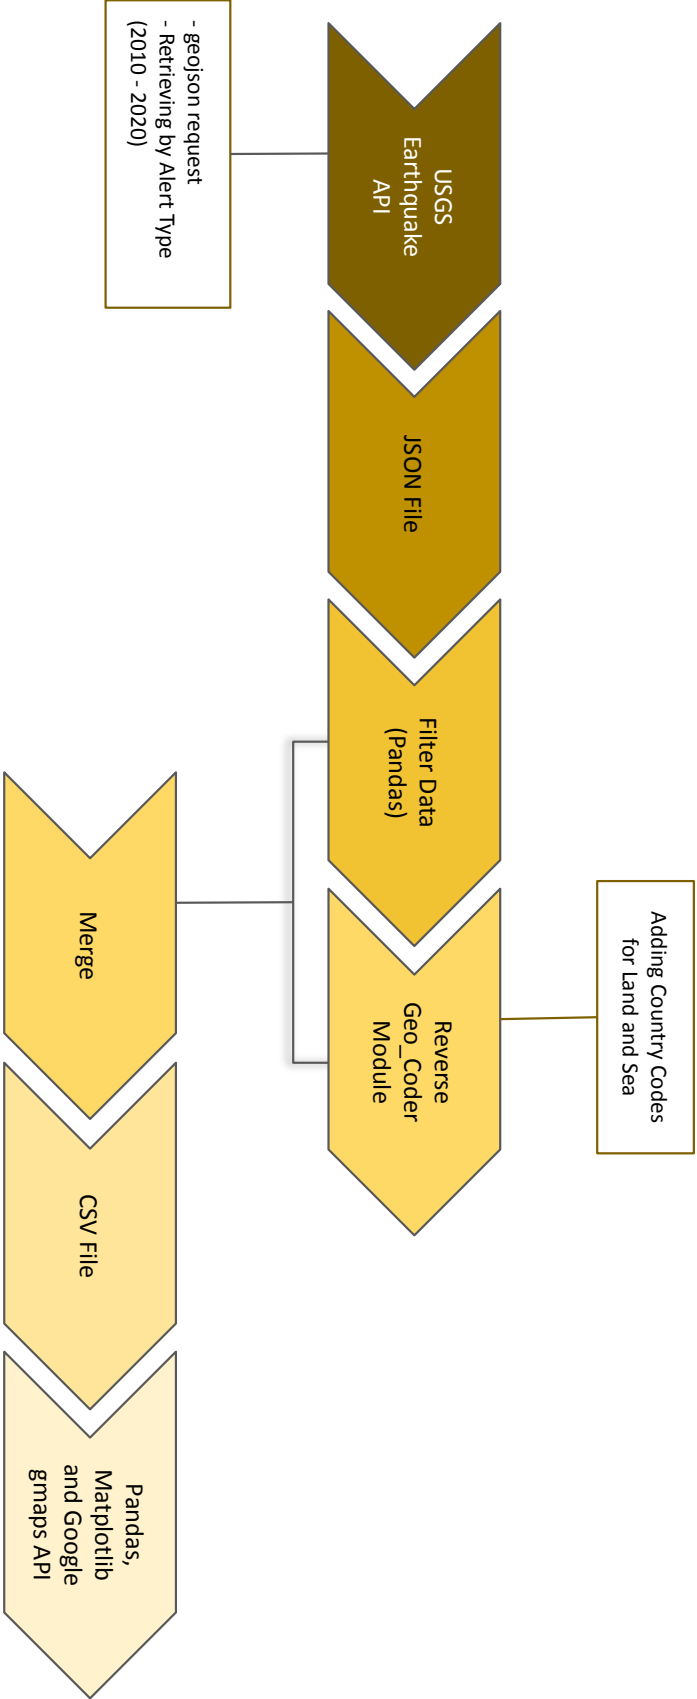 Adding Country Codes
for Land and Sea
USGS
Earthquake
API
JSON File
Filter Data
(Pandas)
Reverse
Geo_Coder
Module
- geojson request
- Retrieving by Alert Type
(2010 - 2020)
Merge
CSV File
Pandas,
Matplotlib
and Google
gmaps API